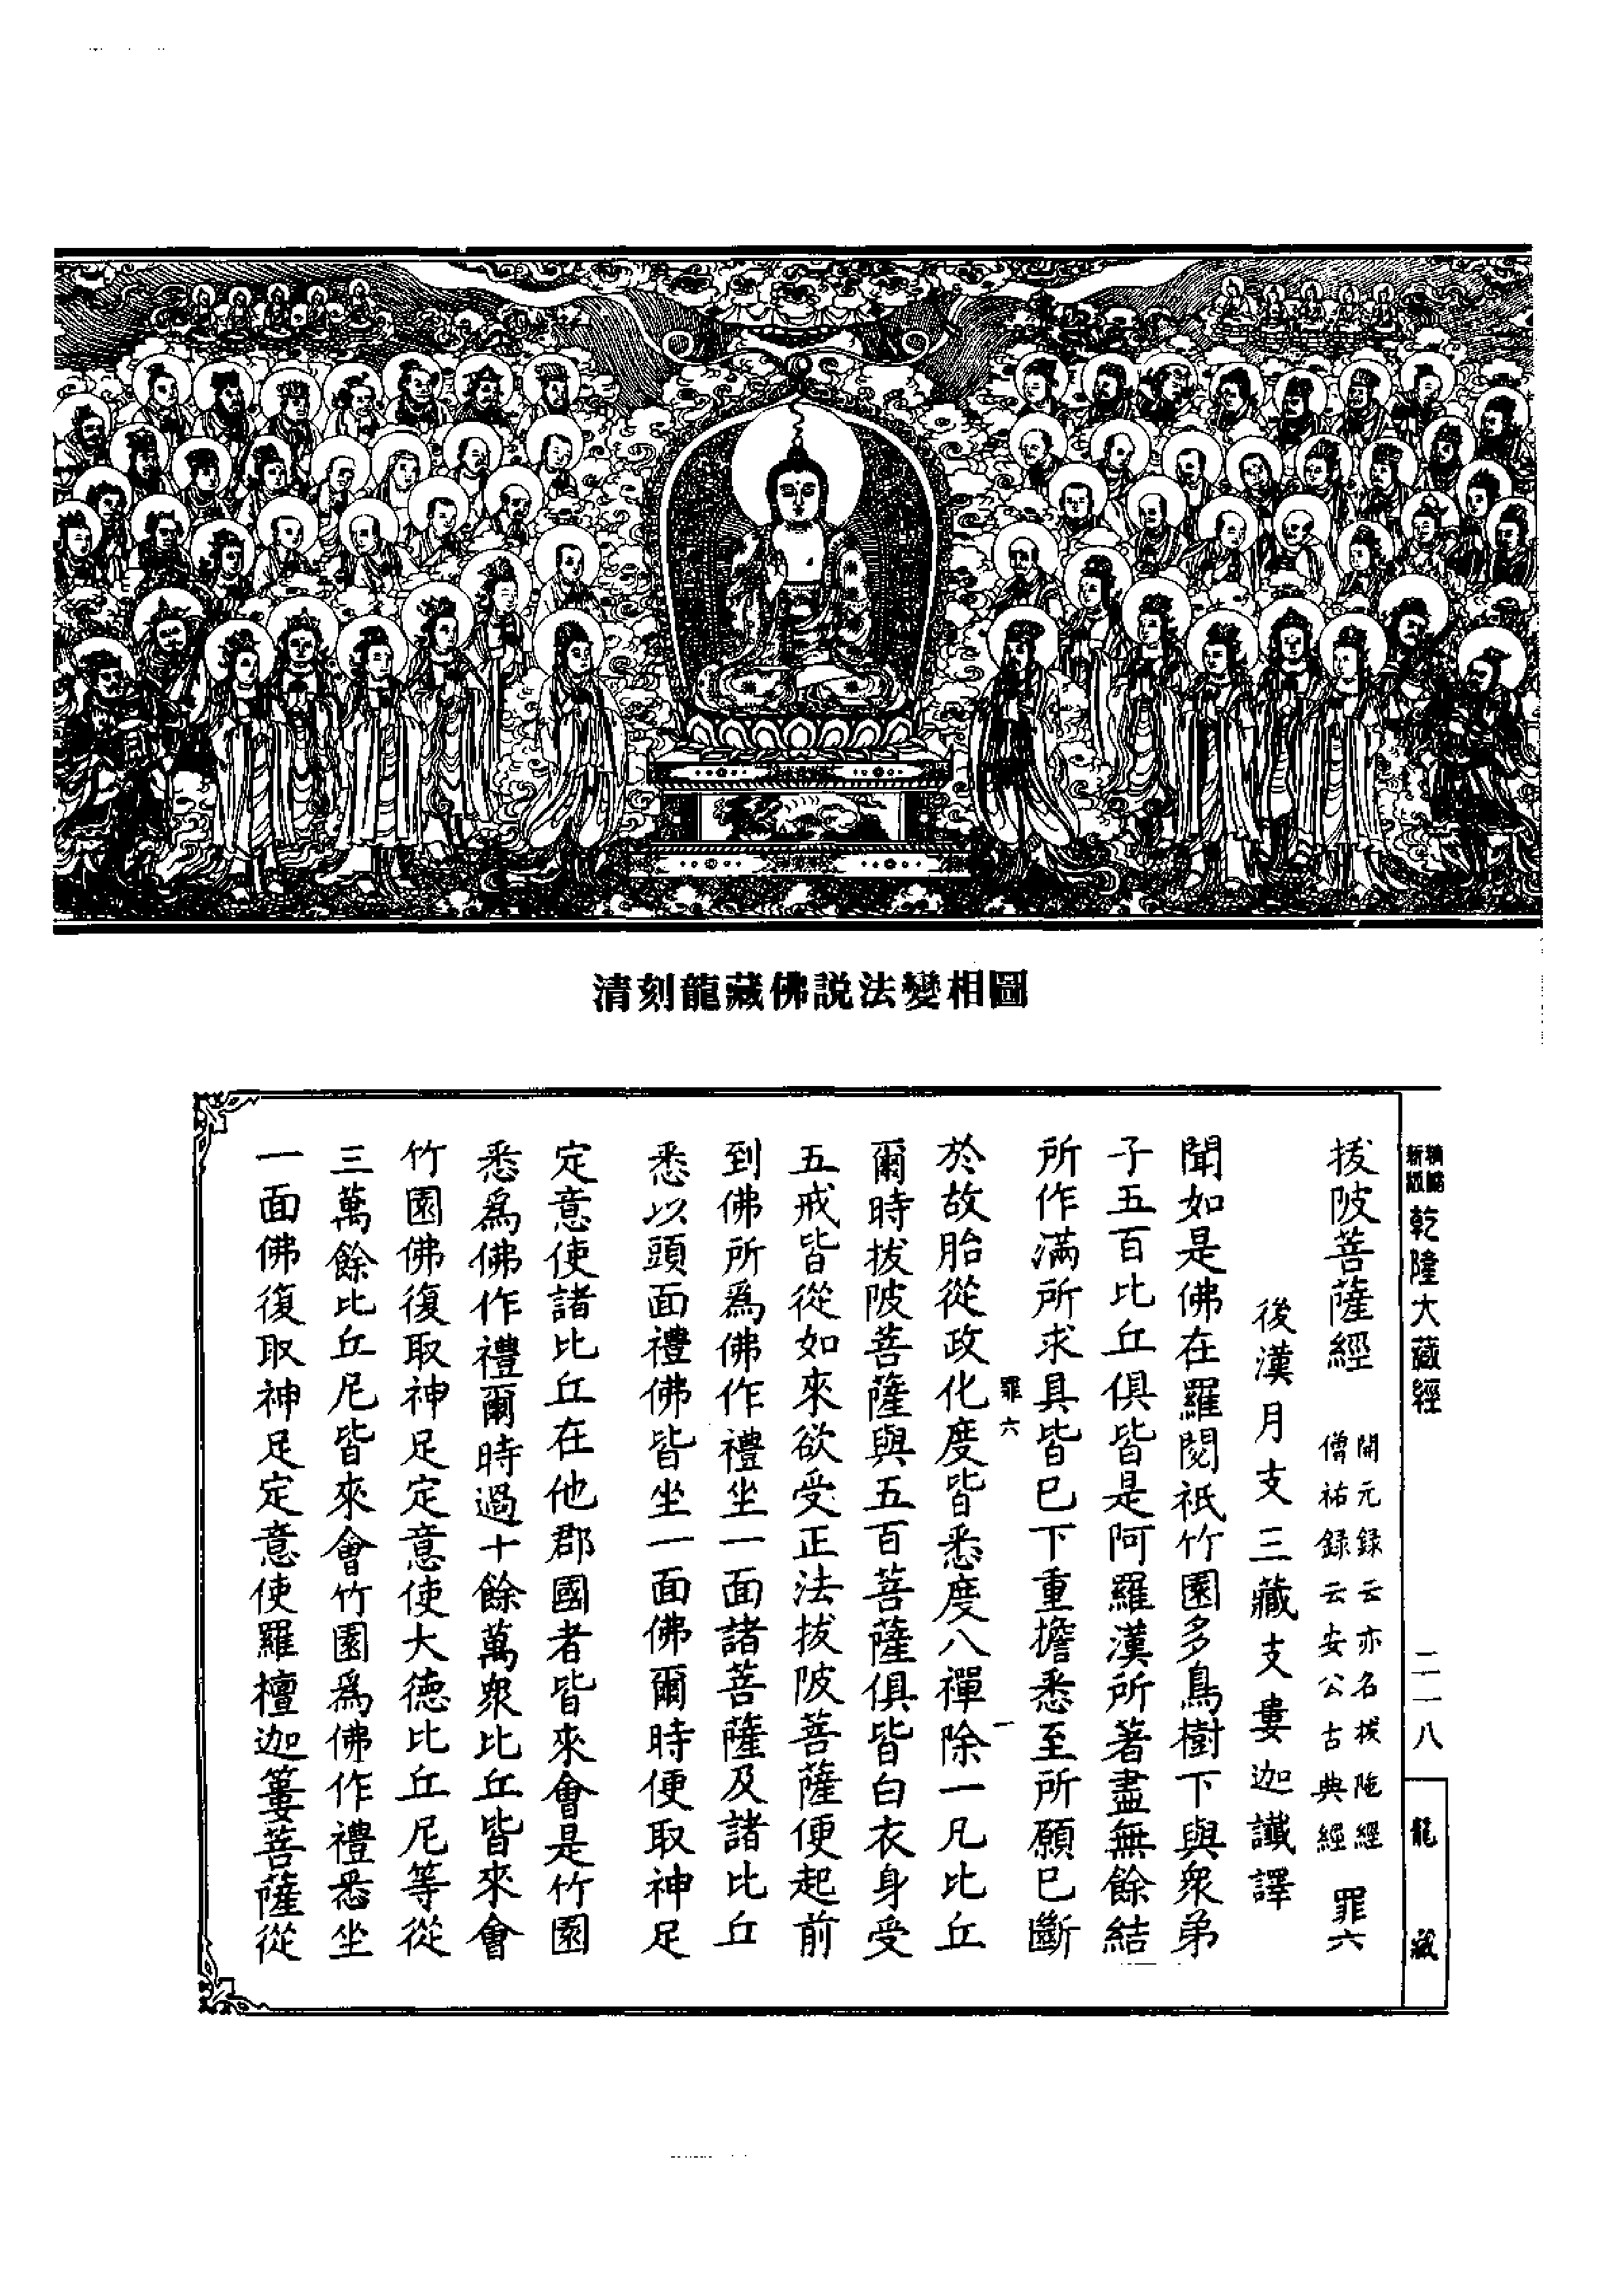 清刻龍藏佛説法變相圖
新版
精縮
乾隆大藏經
二一八
龍藏
拔陂菩薩經
開元録云亦名拔陁經
僧祐録云安公古典經
罪六
後漢月支三藏支婁迦讖譯
聞如是佛在羅閱祇竹園多鳥樹下與衆弟
子五百比丘俱皆是阿羅漢所著盡無餘結
所作滿所求具皆已下重擔悉至所願已斷
罪六
一
於故胎從政化度皆悉度八禪除一凡比丘
爾時拔陂菩薩與五百菩薩俱皆白衣身受
五戒皆從如來欲受正法拔陂菩薩便起前
到佛所爲佛作禮坐一面諸菩薩及諸比丘
悉以頭面禮佛皆坐一面佛爾時便取神足
定意使諸比丘在他郡國者皆來會是竹園
悉爲佛作禮爾時過十餘萬衆比丘皆來會
竹園佛復取神足定意使大德比丘尼等從
三萬餘比丘尼皆來會竹園爲佛作禮悉坐
一面佛復取神足定意使羅檀迦簍菩薩從